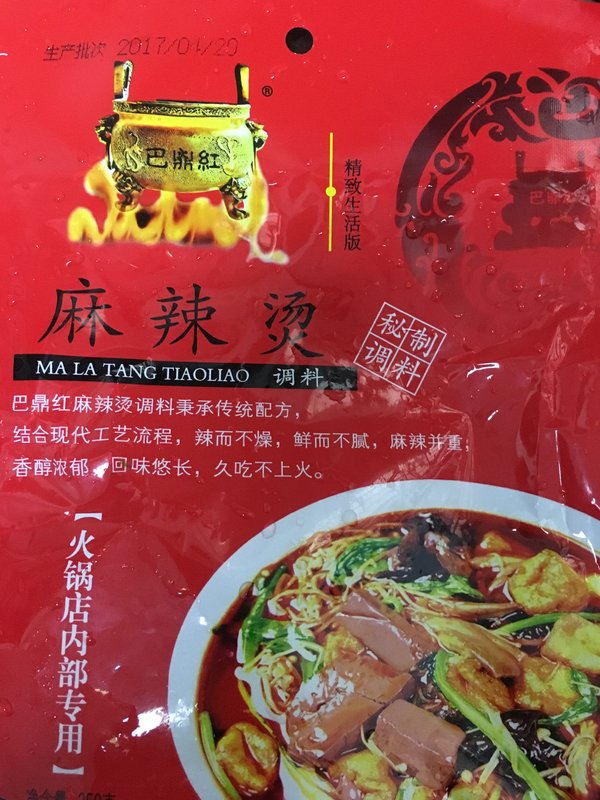 生产批次 2017/04/20
巴鼎紅
®
精致生活版
麻辣烫
MA LA TANG TIAOLIAO 调料
秘制
调料
巴鼎红麻辣烫调料秉承传统配方，
结合现代工艺流程，辣而不燥，鲜而不腻，麻辣并重，
香醇浓郁、回味悠长，久吃不上火。
【火锅店内部专用】